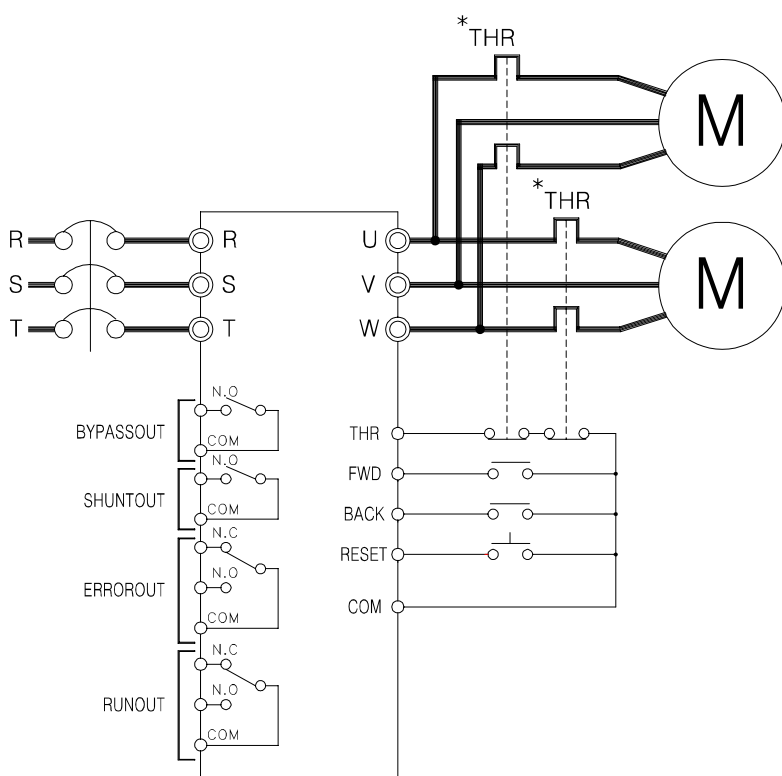 *THR
M
*THR
R R U
S S V M
T T W
BYPASSOUT
N.O
COM
SHUNTOUT
N.O
COM
ERROROUT
N.C
N.O
COM
RUNOUT
N.C
N.O
COM
THR
FWD
BACK
RESET
COM